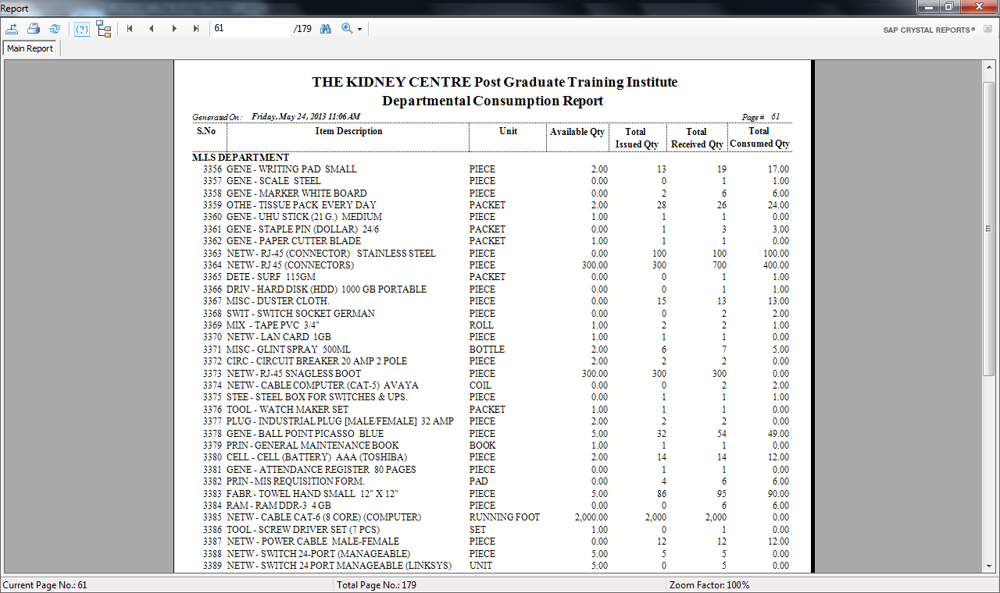 Report
61 /179
SAP CRYSTAL REPORTS®
Main Report
THE KIDNEY CENTRE Post Graduate Training Institute
Departmental Consumption Report
Generated On: Friday, May 24, 2013 11:06 AM Page # 61
S.No Item Description Unit Available Qty Total Issued Qty Total Received Qty Total Consumed Qty
M.I.S DEPARTMENT
3356 GENE - WRITING PAD SMALL PIECE 2.00 13 19 17.00
3357 GENE - SCALE STEEL PIECE 0.00 0 1 1.00
3358 GENE - MARKER WHITE BOARD PIECE 0.00 2 6 6.00
3359 OTHE - TISSUE PACK EVERY DAY PACKET 2.00 28 26 24.00
3360 GENE - UHU STICK (21 G.) MEDIUM PIECE 1.00 1 1 0.00
3361 GENE - STAPLE PIN (DOLLAR) 24/6 PACKET 0.00 1 3 3.00
3362 GENE - PAPER CUTTER BLADE PACKET 1.00 1 1 0.00
3363 NETW - RJ-45 (CONNECTOR) STAINLESS STEEL PIECE 0.00 100 100 100.00
3364 NETW - RJ 45 (CONNECTORS) PIECE 300.00 300 700 400.00
3365 DETE - SURF 115GM PACKET 0.00 0 1 1.00
3366 DRIV - HARD DISK (HDD) 1000 GB PORTABLE PIECE 0.00 0 1 1.00
3367 MISC - DUSTER CLOTH. PIECE 0.00 15 13 13.00
3368 SWIT - SWITCH SOCKET GERMAN PIECE 0.00 0 2 2.00
3369 MIX - TAPE PVC 3/4" ROLL 1.00 2 2 1.00
3370 NETW - LAN CARD 1GB PIECE 1.00 1 1 0.00
3371 MISC - GLINT SPRAY 500ML BOTTLE 2.00 6 7 5.00
3372 CIRC - CIRCUIT BREAKER 20 AMP 2 POLE PIECE 2.00 2 2 0.00
3373 NETW - RJ-45 SNAGLESS BOOT PIECE 300.00 300 300 0.00
3374 NETW - CABLE COMPUTER (CAT-5) AVAYA COIL 0.00 0 2 2.00
3375 STEE - STEEL BOX FOR SWITCHES & UPS. PIECE 0.00 1 1 1.00
3376 TOOL - WATCH MAKER SET PACKET 1.00 1 1 0.00
3377 PLUG - INDUSTRIAL PLUG [MALE/FEMALE] 32 AMP PIECE 2.00 2 2 0.00
3378 GENE - BALL POINT PICASSO BLUE PIECE 5.00 32 54 49.00
3379 PRIN - GENERAL MAINTENANCE BOOK BOOK 1.00 1 1 0.00
3380 CELL - CELL (BATTERY) AAA (TOSHIBA) PIECE 2.00 14 14 12.00
3381 GENE - ATTENDANCE REGISTER 80 PAGES PIECE 0.00 1 1 0.00
3382 PRIN - MIS REQUISITION FORM. PAD 0.00 4 6 6.00
3383 FABR - TOWEL HAND SMALL 12" X 12" PIECE 5.00 86 95 90.00
3384 RAM - RAM DDR-3 4 GB PIECE 0.00 0 6 6.00
3385 NETW - CABLE CAT-6 (8 CORE) (COMPUTER) RUNNING FOOT 2,000.00 2,000 2,000 0.00
3386 TOOL - SCREW DRIVER SET (7 PCS) SET 1.00 0 1 0.00
3387 NETW - POWER CABLE MALE-FEMALE PIECE 0.00 12 12 12.00
3388 NETW - SWITCH 24-PORT (MANAGEABLE) PIECE 5.00 5 5 0.00
3389 NETW - SWITCH 24 PORT MANAGEABLE (LINKSYS) UNIT 5.00 0 5 0.00
Current Page No.: 61 Total Page No.: 179 Zoom Factor: 100%